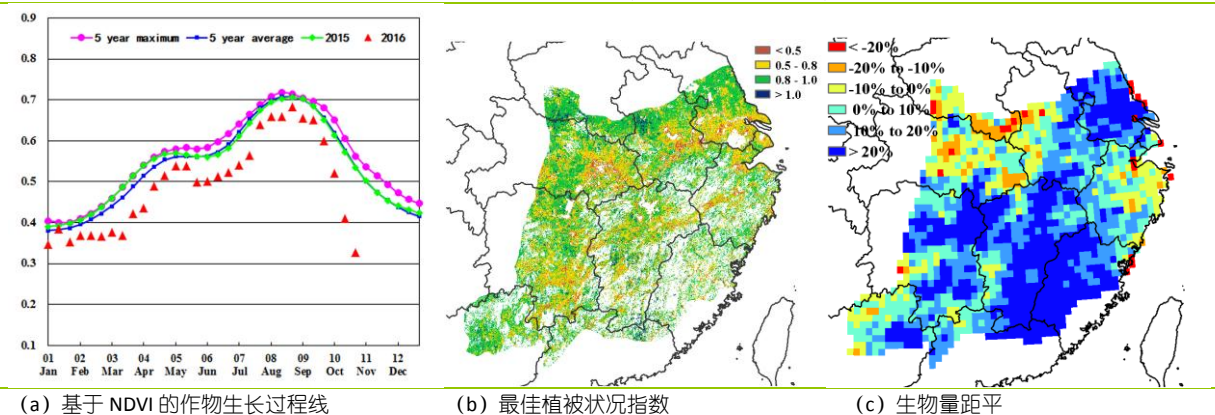 0.9
0.8
0.7
0.6
0.5
0.4
0.3
0.2
0.1
5 year maximum 5 year average 2015 2016
01 02 03 04 05 06 07 08 09 10 11 12
Jan Feb Mar Apr May Jun Jul Aug Sep Oct Nov Dec
< 0.5
0.5 - 0.8
0.8 - 1.0
> 1.0
< -20%
-20% to -10%
-10% to 0%
0% to 10%
10% to 20%
> 20%
(a) 基于 NDVI 的作物生长过程线
(b) 最佳植被状况指数
(c) 生物量距平